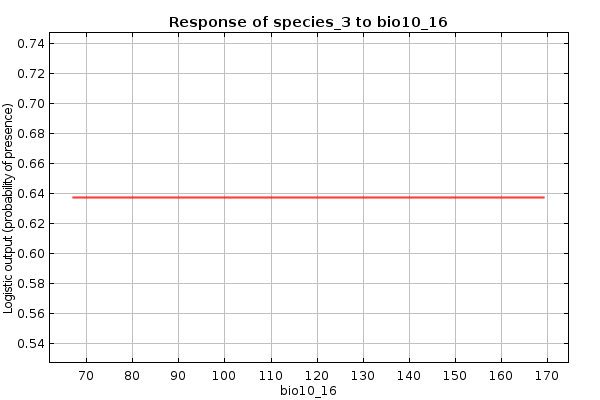 Response of species_3 to bio10_16
Logistic output (probability of presence)
0.74
0.72
0.70
0.68
0.66
0.64
0.62
0.60
0.58
0.56
0.54
70 80 90 100 110 120 130 140 150 160 170
bio10_16